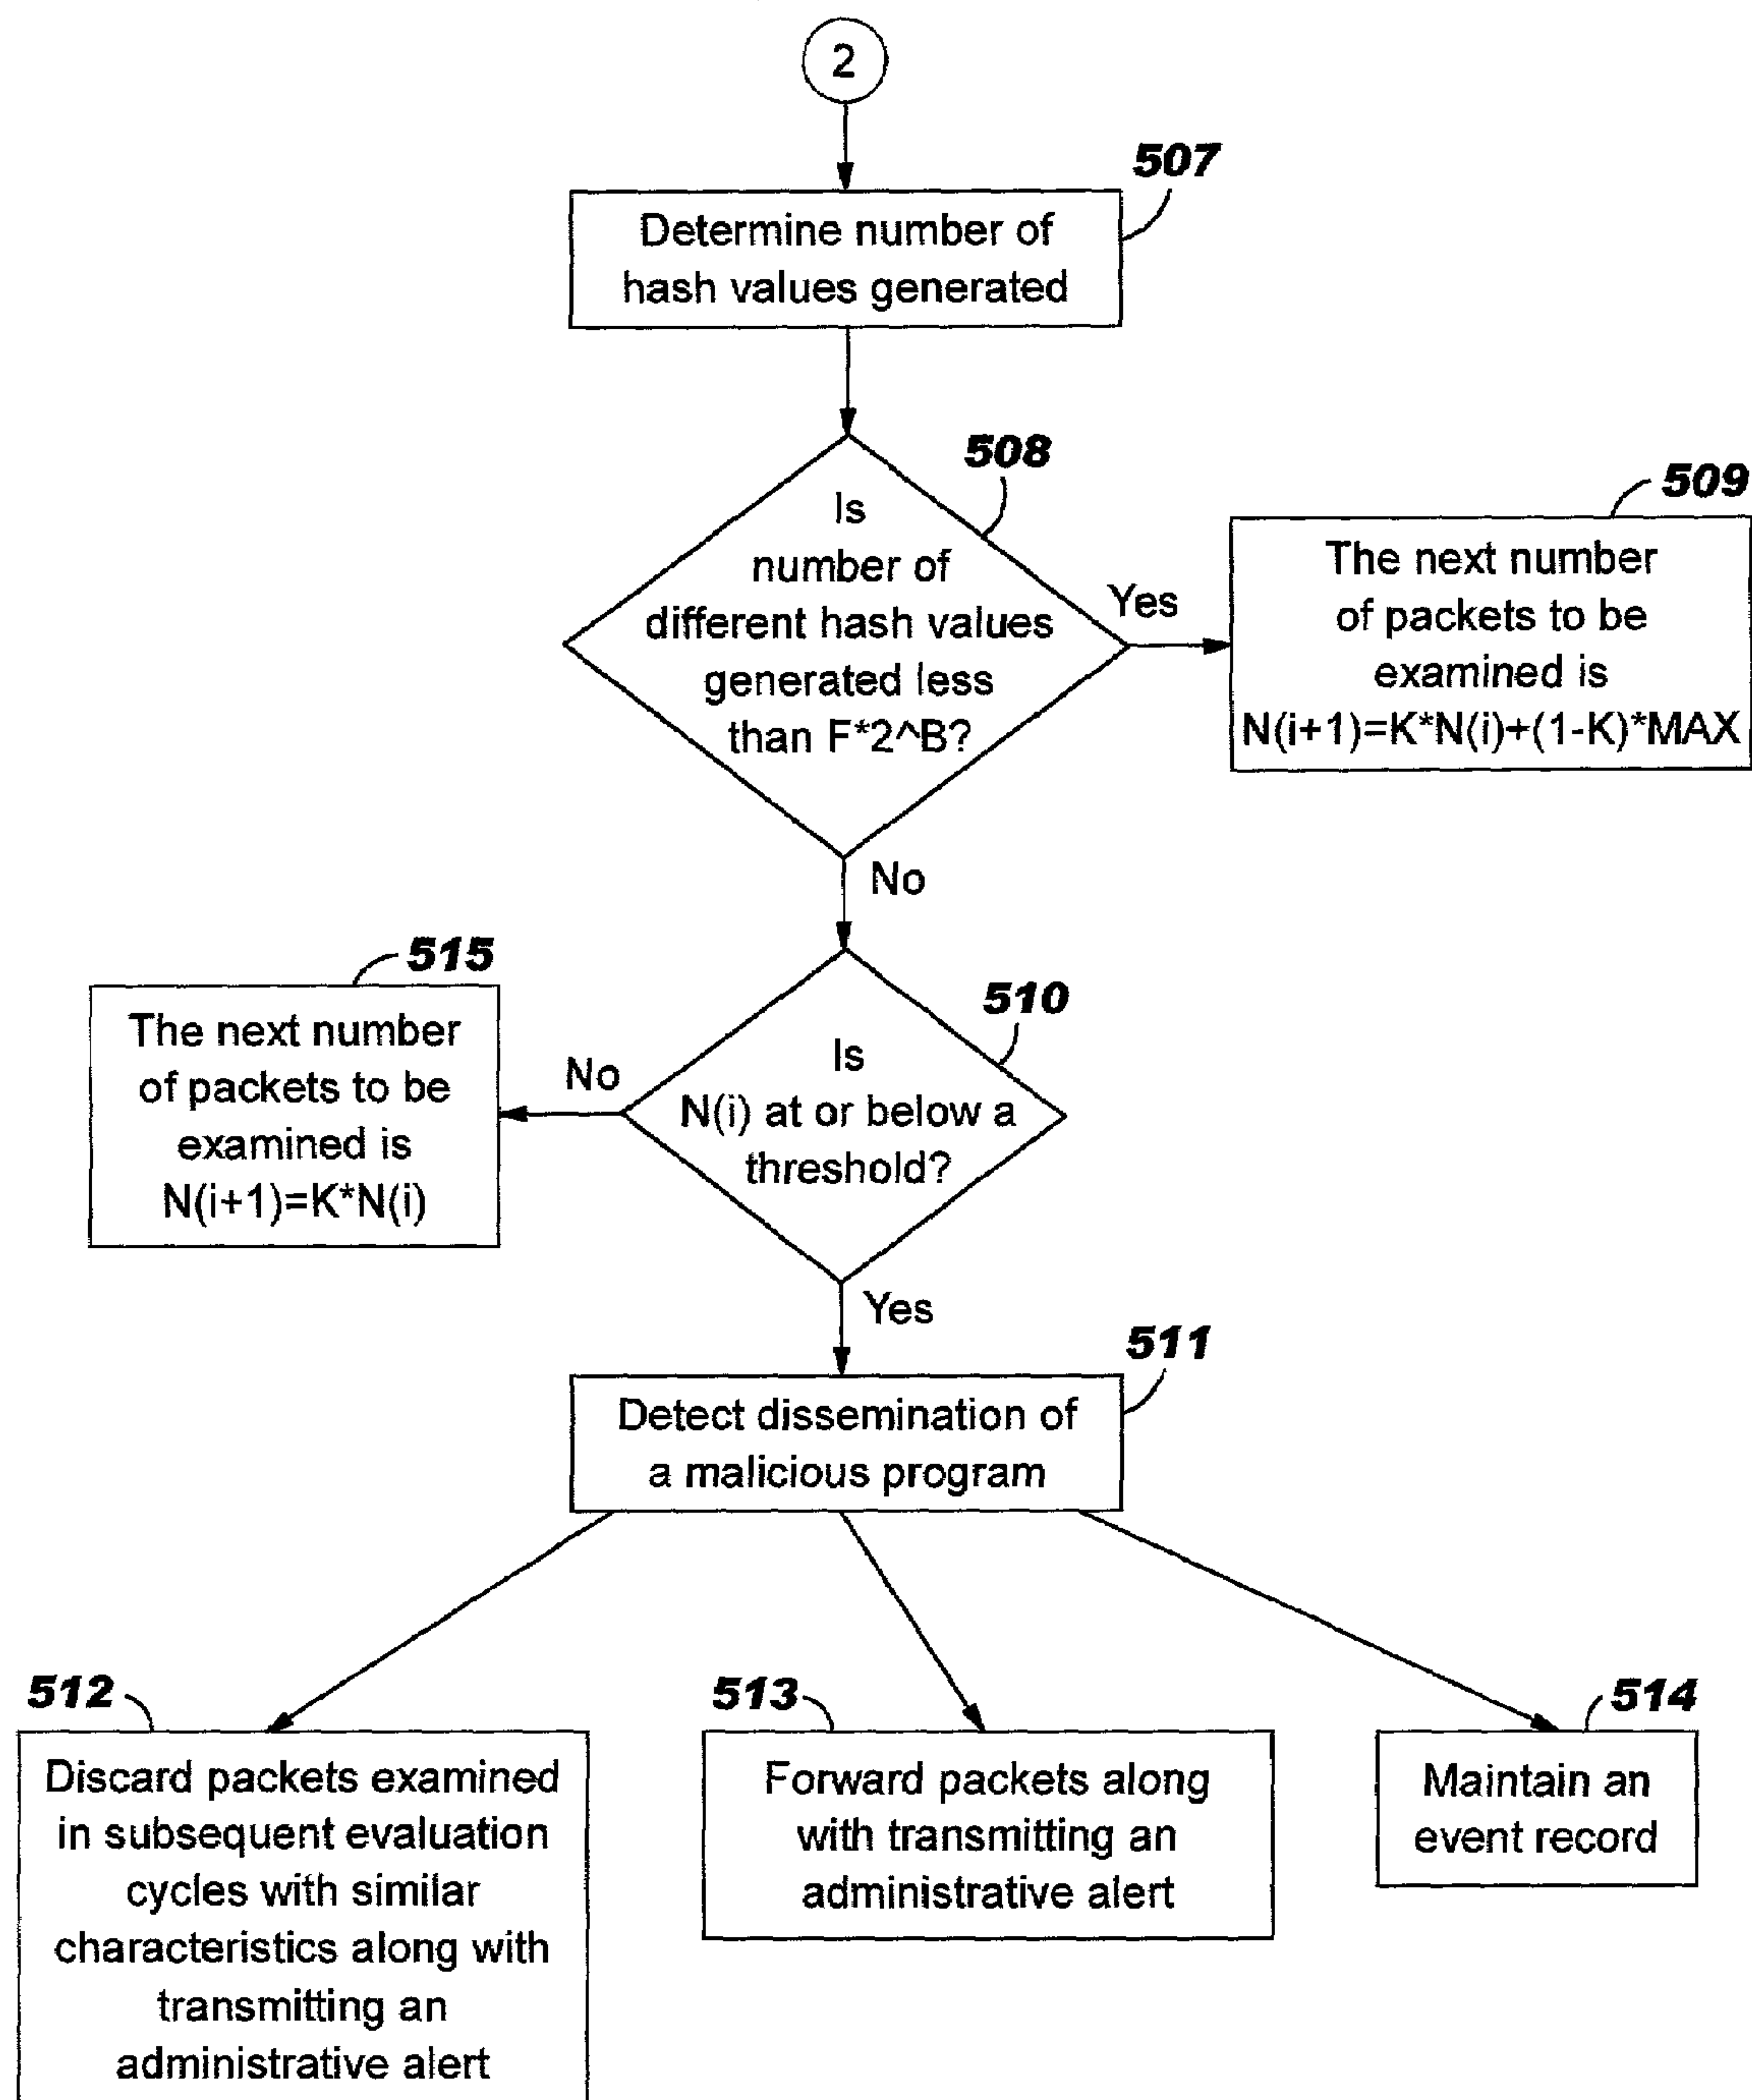 2
507
Determine number of
hash values generated
508
Is
number of
different hash values
generated less
than F*2^B?
Yes
509
The next number
of packets to be
examined is
N(i+1)=K*N(i)+(1-K)*MAX
No
510
Is
N(i) at or below a
threshold?
No
515
The next number
of packets to be
examined is
N(i+1)=K*N(i)
Yes
511
Detect dissemination of
a malicious program
512
Discard packets examined
in subsequent evaluation
cycles with similar
characteristics along with
transmitting an
administrative alert
513
Forward packets along
with transmitting an
administrative alert
514
Maintain an
event record